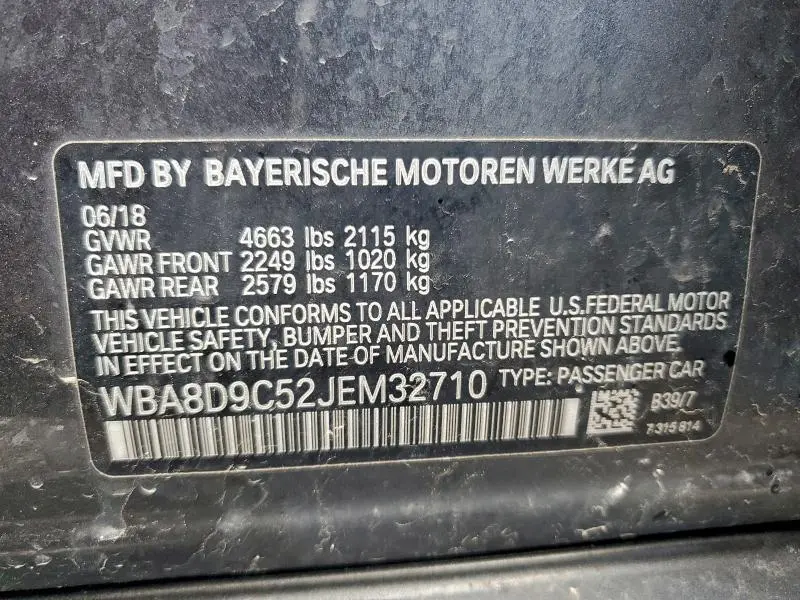 MFD BY BAYERISCHE MOTOREN WERKE AG
06/18
GVWR 4663 lbs 2115 kg
GAWR FRONT 2249 lbs 1020 kg
GAWR REAR 2579 lbs 1170 kg
THIS VEHICLE CONFORMS TO ALL APPLICABLE U.S.FEDERAL MOTOR
VEHICLE SAFETY, BUMPER AND THEFT PREVENTION STANDARDS
IN EFFECT ON THE DATE OF MANUFACTURE SHOWN ABOVE.
WBA8D9C52JEM32710 TYPE: PASSENGER CAR
B39/7
7 315 814